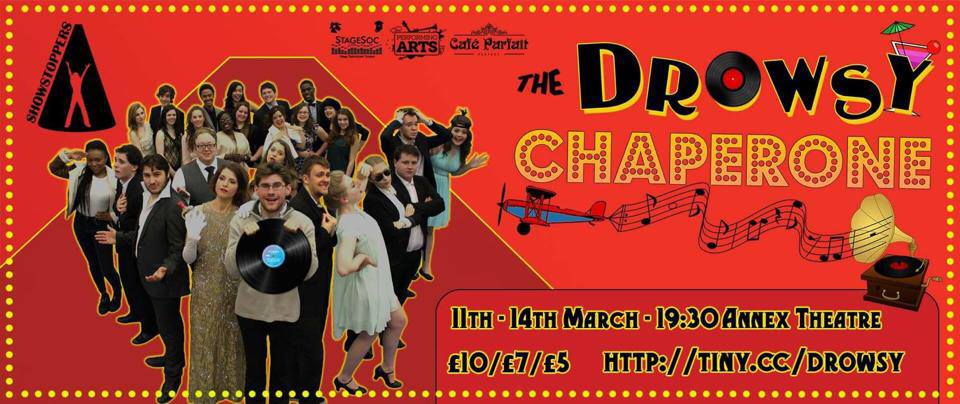 SHOWSTOPPERS
STAGESOC
PERFORMING
ARTS
Café Parfait
THE DROWSY
CHAPERONE
11TH - 14TH MARCH - 19:30 ANNEX THEATRE
£10/£7/£5 HTTP://TINY.CC/DROWSY